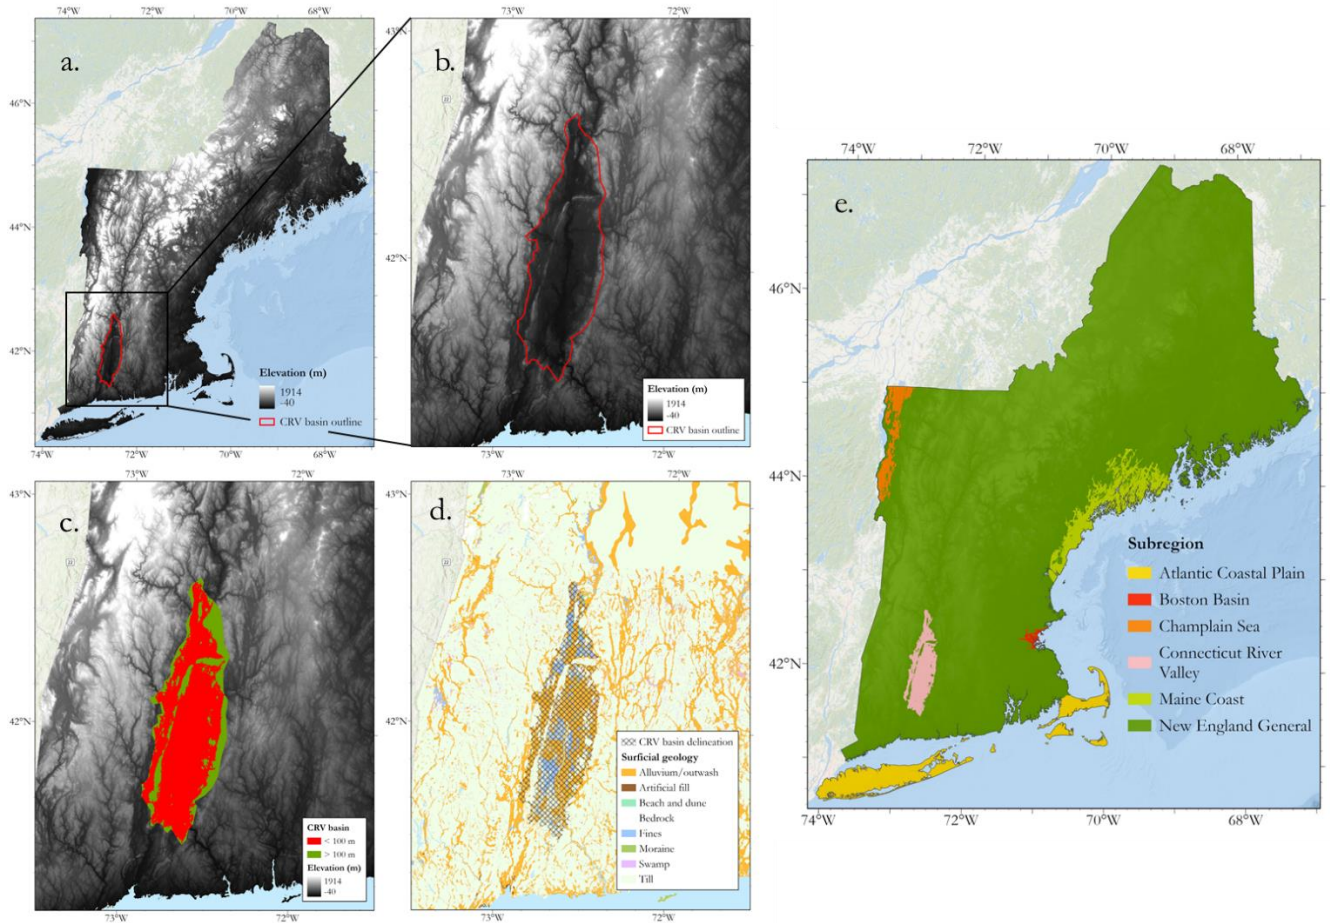 74°W 72°W 70°W 68°W
a.
46°N
44°N
42°N
Elevation (m)
1914
-40
CRV basin outline
74°W 72°W 70°W 68°W
73°W 72°W
43°N
b.
42°N
Elevation (m)
1914
-40
CRV basin outline
73°W 72°W
73°W 72°W
43°N
c.
42°N
CRV basin
< 100 m
> 100 m
Elevation (m)
1914
-40
73°W 72°W
73°W 72°W
43°N
d.
42°N
CRV basin delineation
Surficial geology
Alluvium/outwash
Artificial fill
Beach and dune
Bedrock
Fines
Moraine
Swamp
Till
73°W 72°W
74°W 72°W 70°W 68°W
e.
46°N
44°N
42°N
Subregion
Atlantic Coastal Plain
Boston Basin
Champlain Sea
Connecticut River
Valley
Maine Coast
New England General
74°W 72°W 70°W 68°W